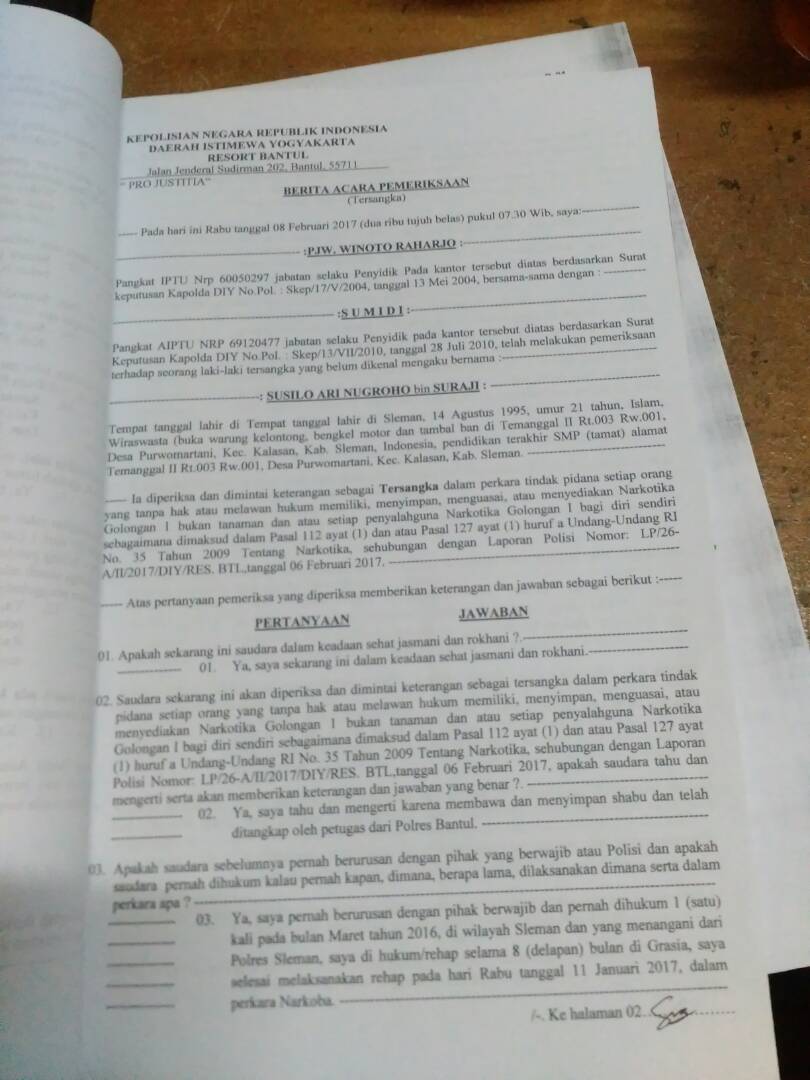 KEPOLISIAN NEGARA REPUBLIK INDONESIA
DAERAH ISTIMEWA YOGYAKARTA
RESORT BANTUL
Jalan Jenderal Sudirman 202, Bantul, 55711
“ PRO JUSTITIA“
BERITA ACARA PEMERIKSAAN
(Tersangka)
----- Pada hari ini Rabu tanggal 08 Februari 2017 (dua ribu tujuh belas) pukul 07.30 Wib, saya:-------------
:PJW. WINOTO RAHARJO :
Pangkat IPTU Nrp 60050297 jabatan selaku Penyidik Pada kantor tersebut diatas berdasarkan Surat
keputusan Kapolda DIY No.Pol. : Skep/17/V/2004, tanggal 13 Mei 2004, bersama-sama dengan : ----------
:S U M I D I :
Pangkat AIPTU NRP 69120477 jabatan selaku Penyidik pada kantor tersebut diatas berdasarkan Surat
Keputusan Kapolda DIY No.Pol. : Skep/13/VII/2010, tanggal 28 Juli 2010, telah melakukan pemeriksaan
terhadap seorang laki-laki tersangka yang belum dikenal mengaku bernama :-----------------------------------
: SUSILO ARI NUGROHO bin SURAJI :
Tempat tanggal lahir di Tempat tanggal lahir di Sleman, 14 Agustus 1995, umur 21 tahun, Islam,
Wiraswasta (buka warung kelontong, bengkel motor dan tambal ban di Temanggal II Rt.003 Rw.001,
Desa Purwomartani, Kec. Kalasan, Kab. Sleman, Indonesia, pendidikan terakhir SMP (tamat) alamat
Temanggal II Rt.003 Rw.001, Desa Purwomartani, Kec. Kalasan, Kab. Sleman. ------------------------------
----- Ia diperiksa dan dimintai keterangan sebagai Tersangka dalam perkara tindak pidana setiap orang
yang tanpa hak atau melawan hukum memiliki, menyimpan, menguasai, atau menyediakan Narkotika
Golongan 1 bukan tanaman dan atau setiap penyalahguna Narkotika Golongan I bagi diri sendiri
sebagaimana dimaksud dalam Pasal 112 ayat (1) dan atau Pasal 127 ayat (1) huruf a Undang-Undang RI
No. 35 Tahun 2009 Tentang Narkotika, sehubungan dengan Laporan Polisi Nomor: LP/26-
A/II/2017/DIY/RES. BTL,tanggal 06 Februari 2017. ------------------------------
----- Atas pertanyaan pemeriksa yang diperiksa memberikan keterangan dan jawaban sebagai berikut :-----
PERTANYAAN JAWABAN
01. Apakah sekarang ini saudara dalam keadaan sehat jasmani dan rokhani ?.------------------------------
01. Ya, saya sekarang ini dalam keadaan sehat jasmani dan rokhani.------------------
02. Saudara sekarang ini akan diperiksa dan dimintai keterangan sebagai tersangka dalam perkara tindak
pidana setiap orang yang tanpa hak atau melawan hukum memiliki, menyimpan, menguasai, atau
menyediakan Narkotika Golongan 1 bukan tanaman dan atau setiap penyalahguna Narkotika
Golongan I bagi diri sendiri sebagaimana dimaksud dalam Pasal 112 ayat (1) dan atau Pasal 127 ayat
(1) huruf a Undang-Undang RI No. 35 Tahun 2009 Tentang Narkotika, sehubungan dengan Laporan
Polisi Nomor: LP/26-A/II/2017/DIY/RES. BTL,tanggal 06 Februari 2017, apakah saudara tahu dan
mengerti serta akan memberikan keterangan dan jawaban yang benar ?. ------------------------------
02. Ya, saya tahu dan mengerti karena membawa dan menyimpan shabu dan telah
ditangkap oleh petugas dari Polres Bantul. ------------------------------
03. Apakah saudara sebelumnya pernah berurusan dengan pihak yang berwajib atau Polisi dan apakah
saudara pernah dihukum kalau pernah kapan, dimana, berapa lama, dilaksanakan dimana serta dalam
perkara apa ? ------------------------------
03. Ya, saya pernah berurusan dengan pihak berwajib dan pernah dihukum 1 (satu)
kali pada bulan Maret tahun 2016, di wilayah Sleman dan yang menangani dari
Polres Sleman, saya di hukum/rehap selama 8 (delapan) bulan di Grasia, saya
selesai melaksanakan rehap pada hari Rabu tanggal 11 Januari 2017, dalam
perkara Narkoba. ------------------------------
/-. Ke halaman 02...........